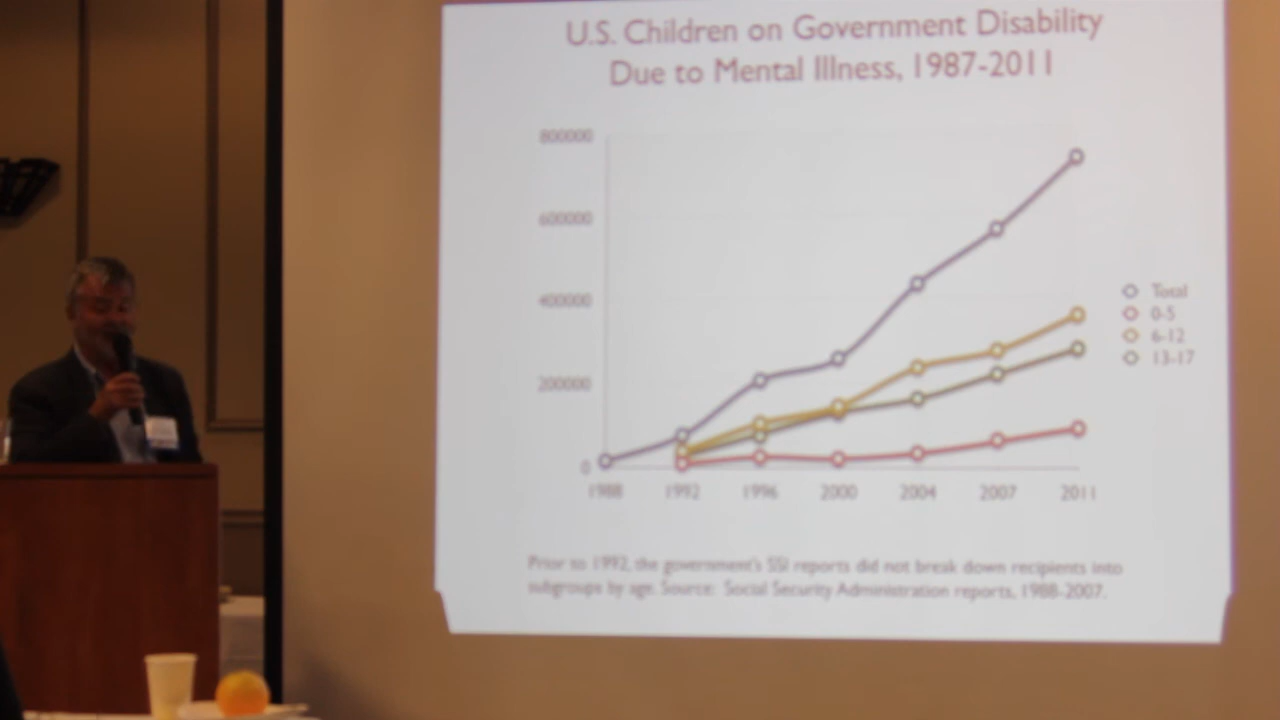 U.S. Children on Government Disability
Due to Mental Illness, 1987-2011
800000
600000
400000
200000
0
1988 1992 1996 2000 2004 2007 2011
Total
0-5
6-12
13-17
Prior to 1992, the government's SSI reports did not break down recipients into
subgroups by age. Source: Social Security Administration reports, 1988-2007.